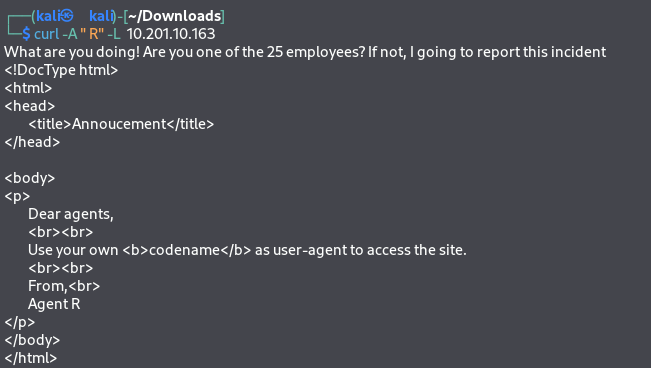 ┌──(kali㉿kali)-[~/Downloads]
└─$ curl -A " R" -L 10.201.10.163
What are you doing! Are you one of the 25 employees? If not, I going to report this incident
<!DocType html>
<html>
<head>
<title>Annoucement</title>
</head>
<body>
<p>
Dear agents,
<br><br>
Use your own <b>codename</b> as user-agent to access the site.
<br><br>
From,<br>
Agent R
</p>
</body>
</html>